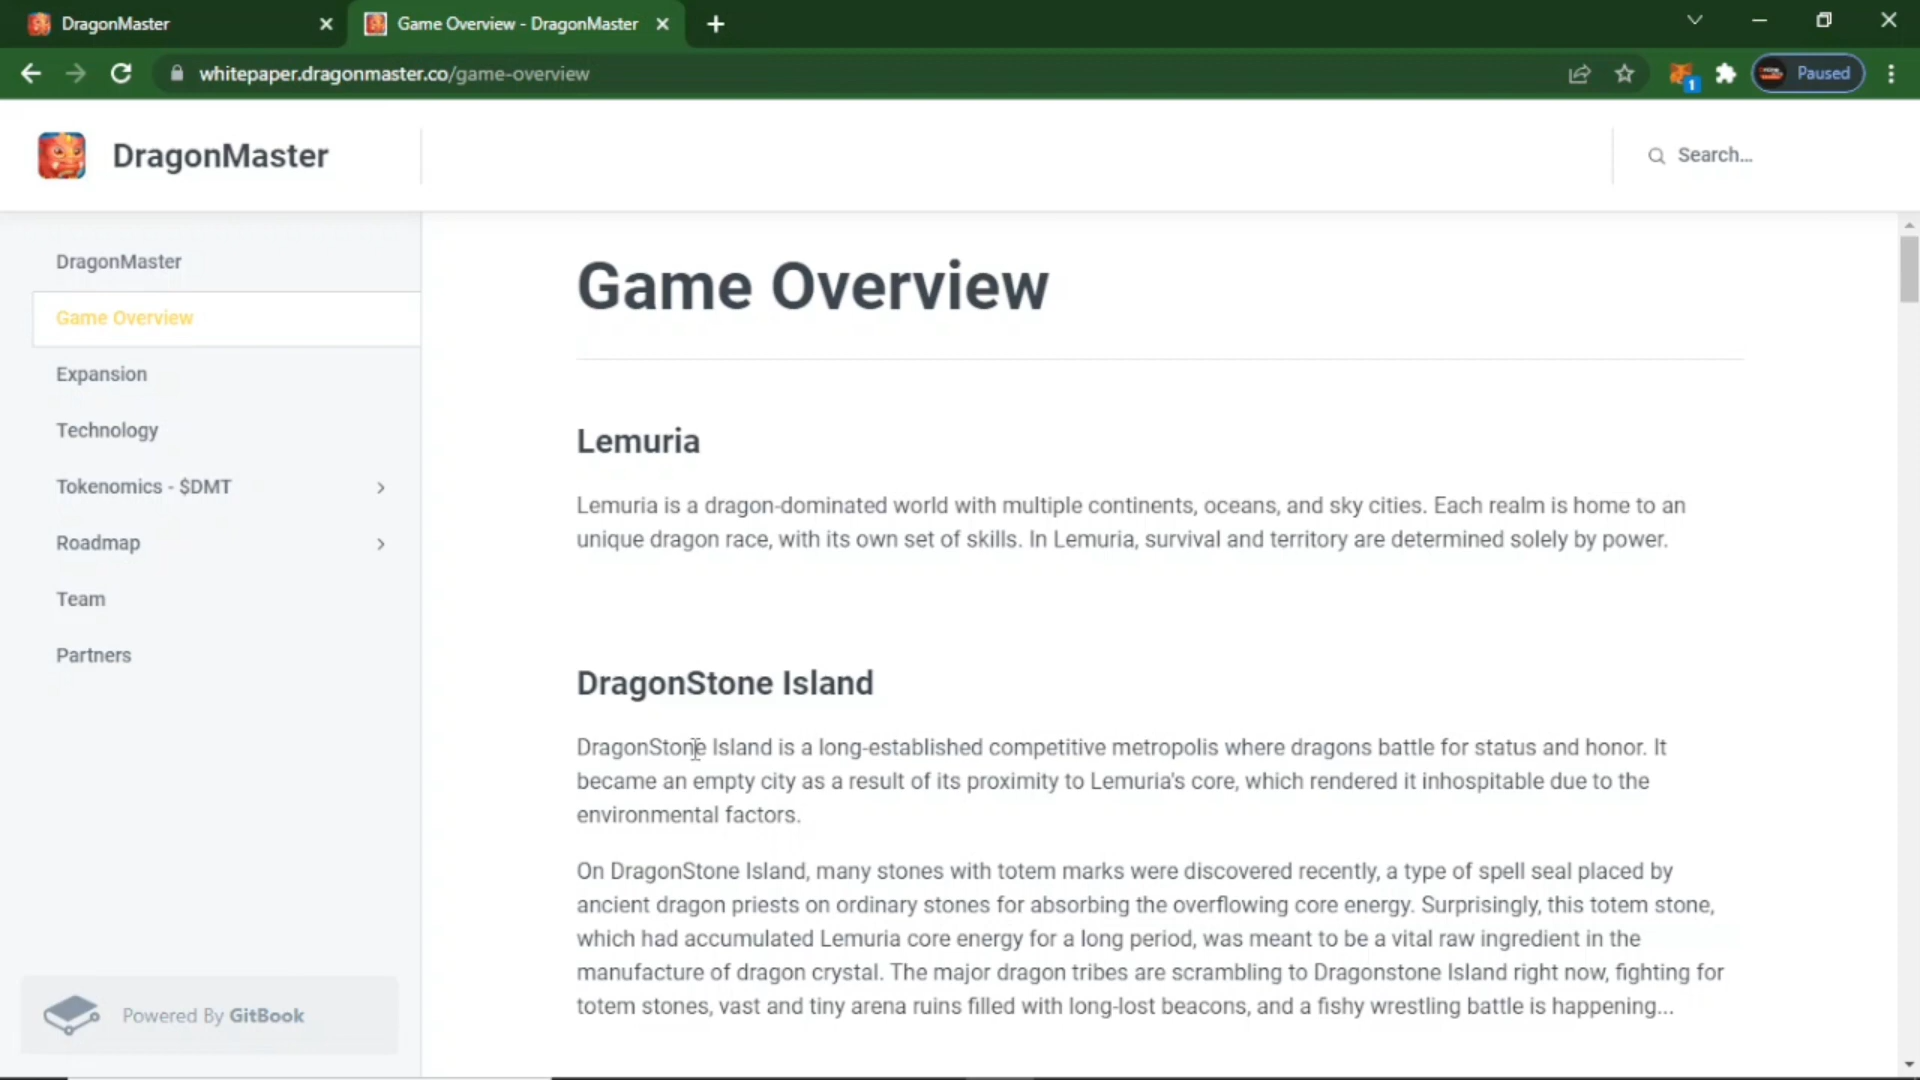 DragonMaster
Game Overview - DragonMaster
whitepaper.dragonmaster.co/game-overview
1
Paused
DragonMaster
Search...
DragonMaster
Game Overview
Expansion
Technology
Tokenomics - $DMT
Roadmap
Team
Partners
Powered By GitBook
Game Overview
Lemuria
Lemuria is a dragon-dominated world with multiple continents, oceans, and sky cities. Each realm is home to an
unique dragon race, with its own set of skills. In Lemuria, survival and territory are determined solely by power.
DragonStone Island
DragonStone Island is a long-established competitive metropolis where dragons battle for status and honor. It
became an empty city as a result of its proximity to Lemuria's core, which rendered it inhospitable due to the
environmental factors.
On DragonStone Island, many stones with totem marks were discovered recently, a type of spell seal placed by
ancient dragon priests on ordinary stones for absorbing the overflowing core energy. Surprisingly, this totem stone,
which had accumulated Lemuria core energy for a long period, was meant to be a vital raw ingredient in the
manufacture of dragon crystal. The major dragon tribes are scrambling to Dragonstone Island right now, fighting for
totem stones, vast and tiny arena ruins filled with long-lost beacons, and a fishy wrestling battle is happening...